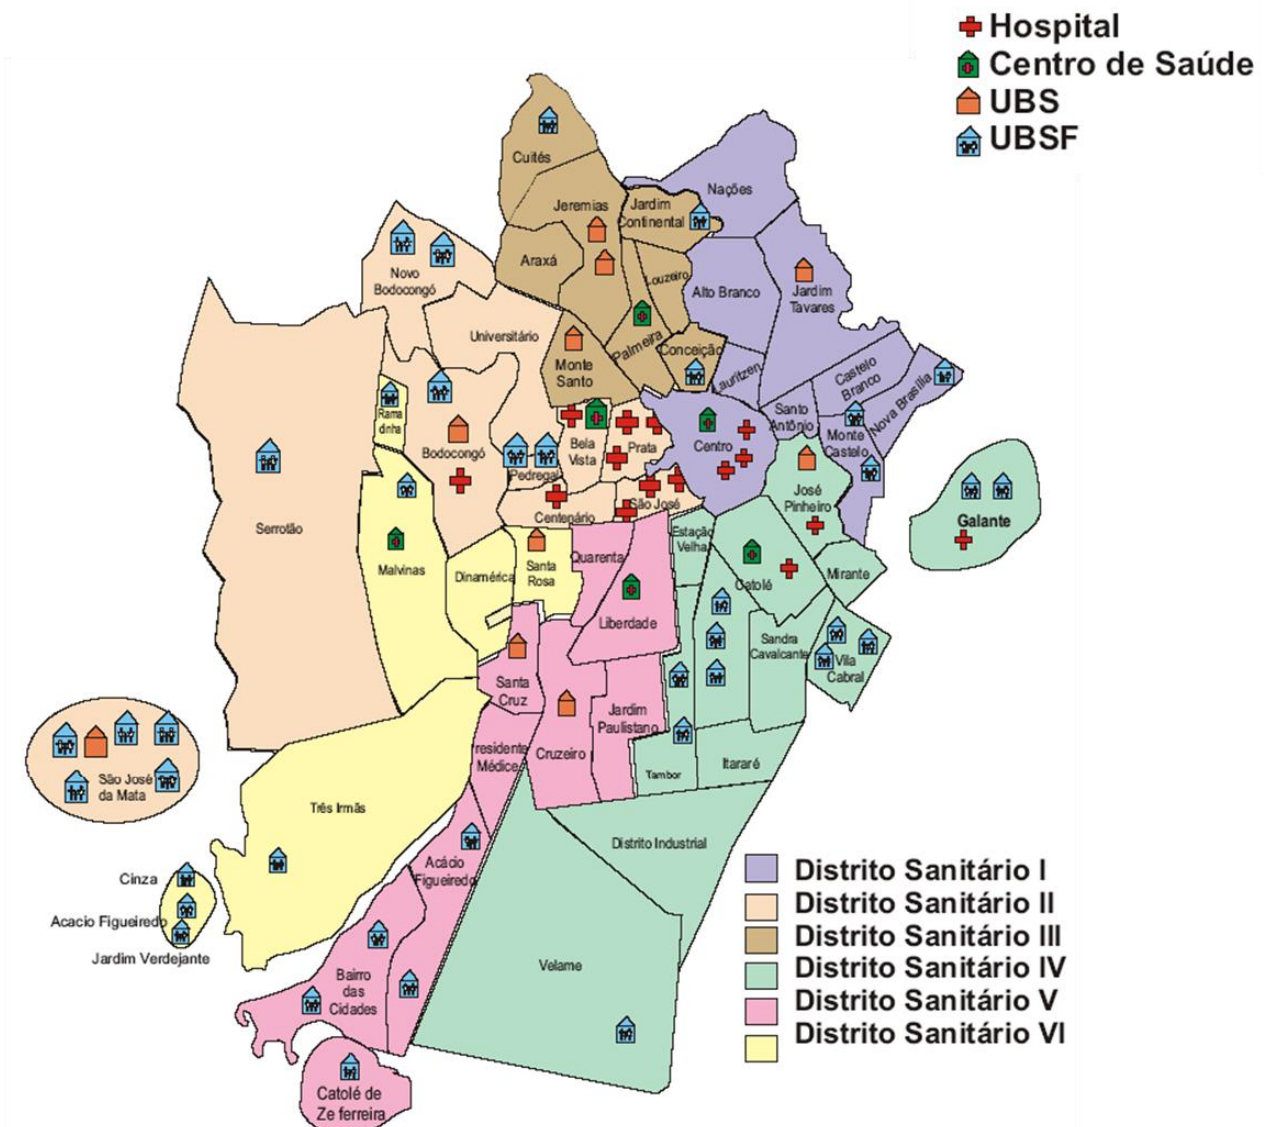 Hospital
Centro de Saúde
UBS
UBSF
Cuités
Nações
Jeremias
Jardim
Continental
Araxá
Louzeiro
Novo
Bodocongó
Alto Branco
Jardim
Tavares
Universitário
Palmeira
Conceição
Monte
Santo
Lauritzen
Castelo
Branco
Nova Brasília
Rama
dinha
Santo
Antônio
Bela
Vista
Prata
Centro
Monte
Castelo
Bodocongó
Pedregal
José
Pinheiro
São José
Centenário
Galante
Serrotão
Estação
Velha
Quarenta
Malvinas
Dinamérica
Santa
Rosa
Catolé
Mirante
Liberdade
Sandra
Cavalcante
Vila
Cabral
Santa
Cruz
Jardim
Paulistano
residente
Médice
Cruzeiro
Tambor
Itararé
São José
da Mata
Três Irmãs
Distrito Industrial
Acácio
Figueiredo
Cinza
Acacio Figueiredo
Jardim Verdejante
Bairro
das
Cidades
Velame
Catolé de
Ze ferreira
Distrito Sanitário I
Distrito Sanitário II
Distrito Sanitário III
Distrito Sanitário IV
Distrito Sanitário V
Distrito Sanitário VI